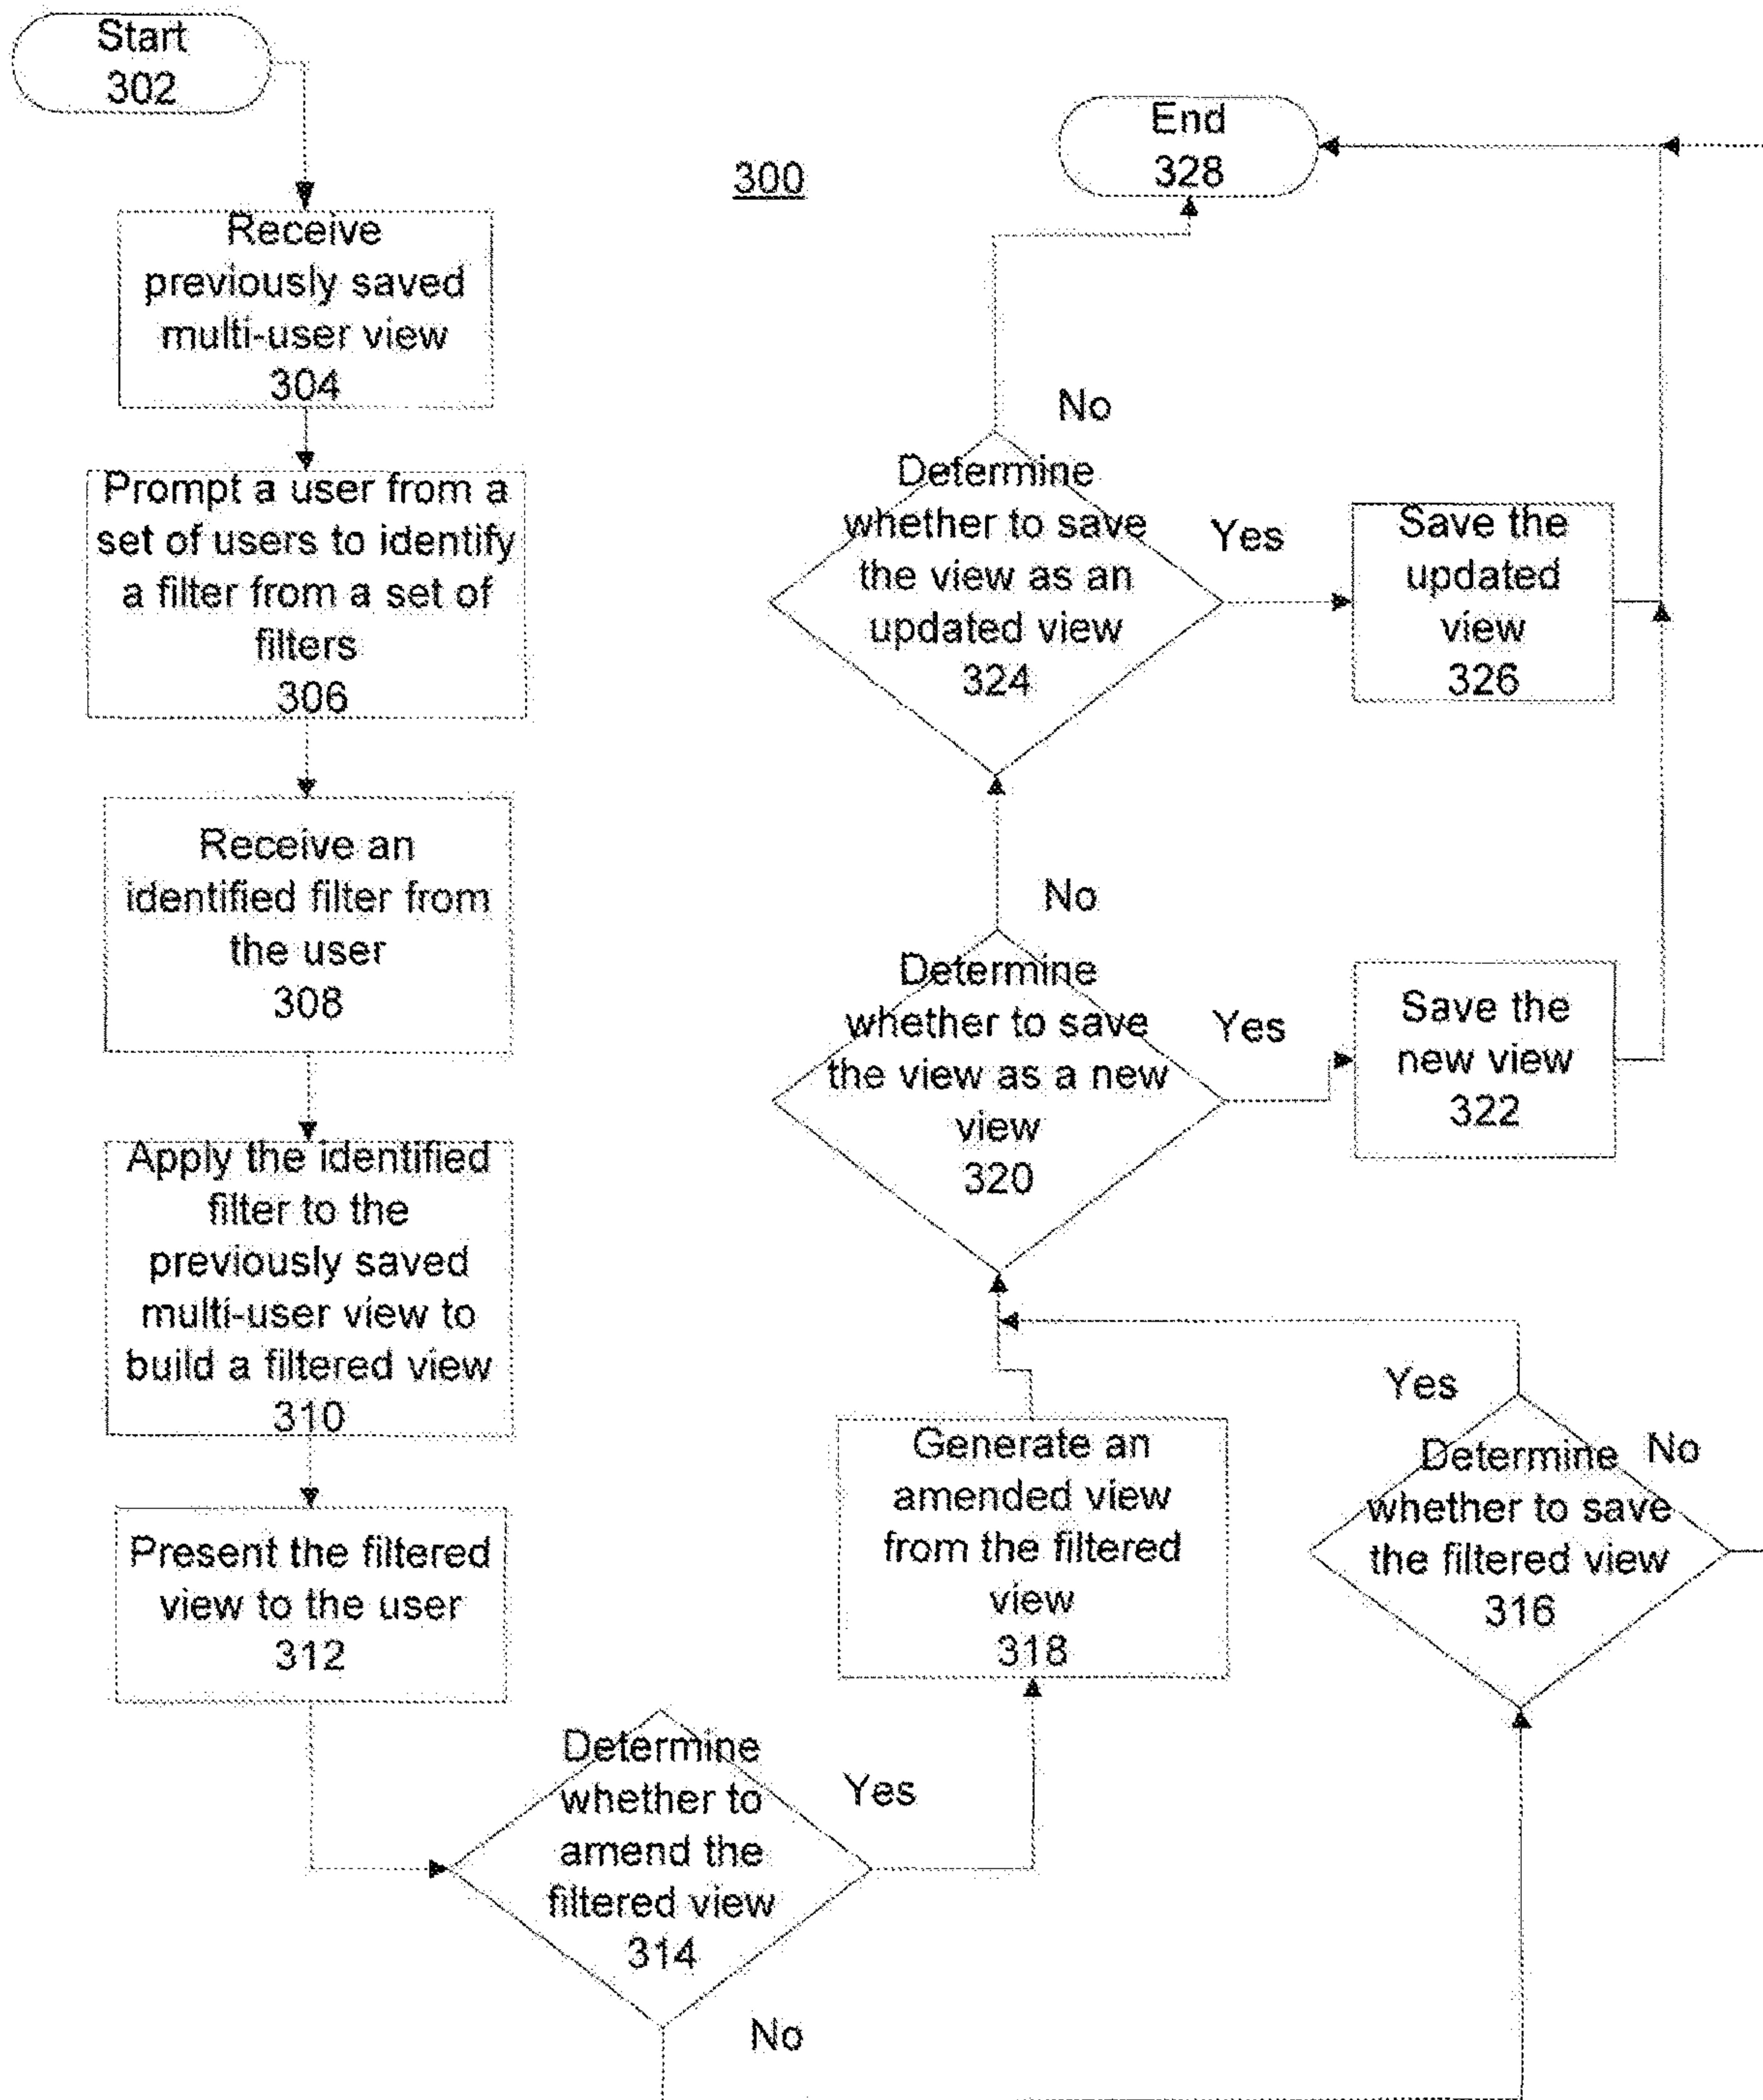 Start
302
Receive
previously saved
multi-user view
304
Prompt a user from a
set of users to identify
a filter from a set of
filters
306
Receive an
identified filter from
the user
308
Apply the identified
filter to the
previously saved
multi-user view to
build a filtered view
310
Present the filtered
view to the user
312
Determine
whether to
amend the
filtered view
314
Yes
No
Generate an
amended view
from the filtered
view
318
Determine
whether to save
the filtered view
316
Yes
No
Determine
whether to save
the view as a new
view
320
Yes
No
Save the
new view
322
Determine
whether to save
the view as an
updated view
324
Yes
No
Save the
updated
view
326
End
328
300